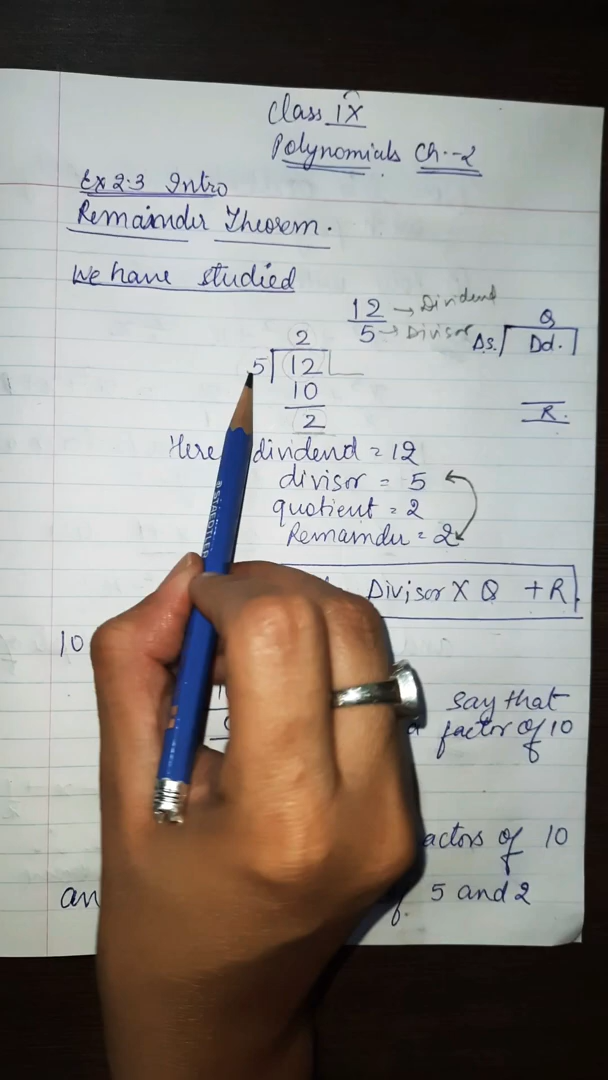 Class IX
Polynomials Ch.-2
Ex 2.3 Intro
Remainder Theorem.
We have studied
12 → Dividend
5 → Divisor
Q
Ds. Dd.
R.
2
5 12
10
2
Here dividend = 12
divisor = 5
quotient = 2
Remainder = 2
Divisor X Q + R
10
say that
factor of 10
actors of 10
an 5 and 2
STAEDTLER